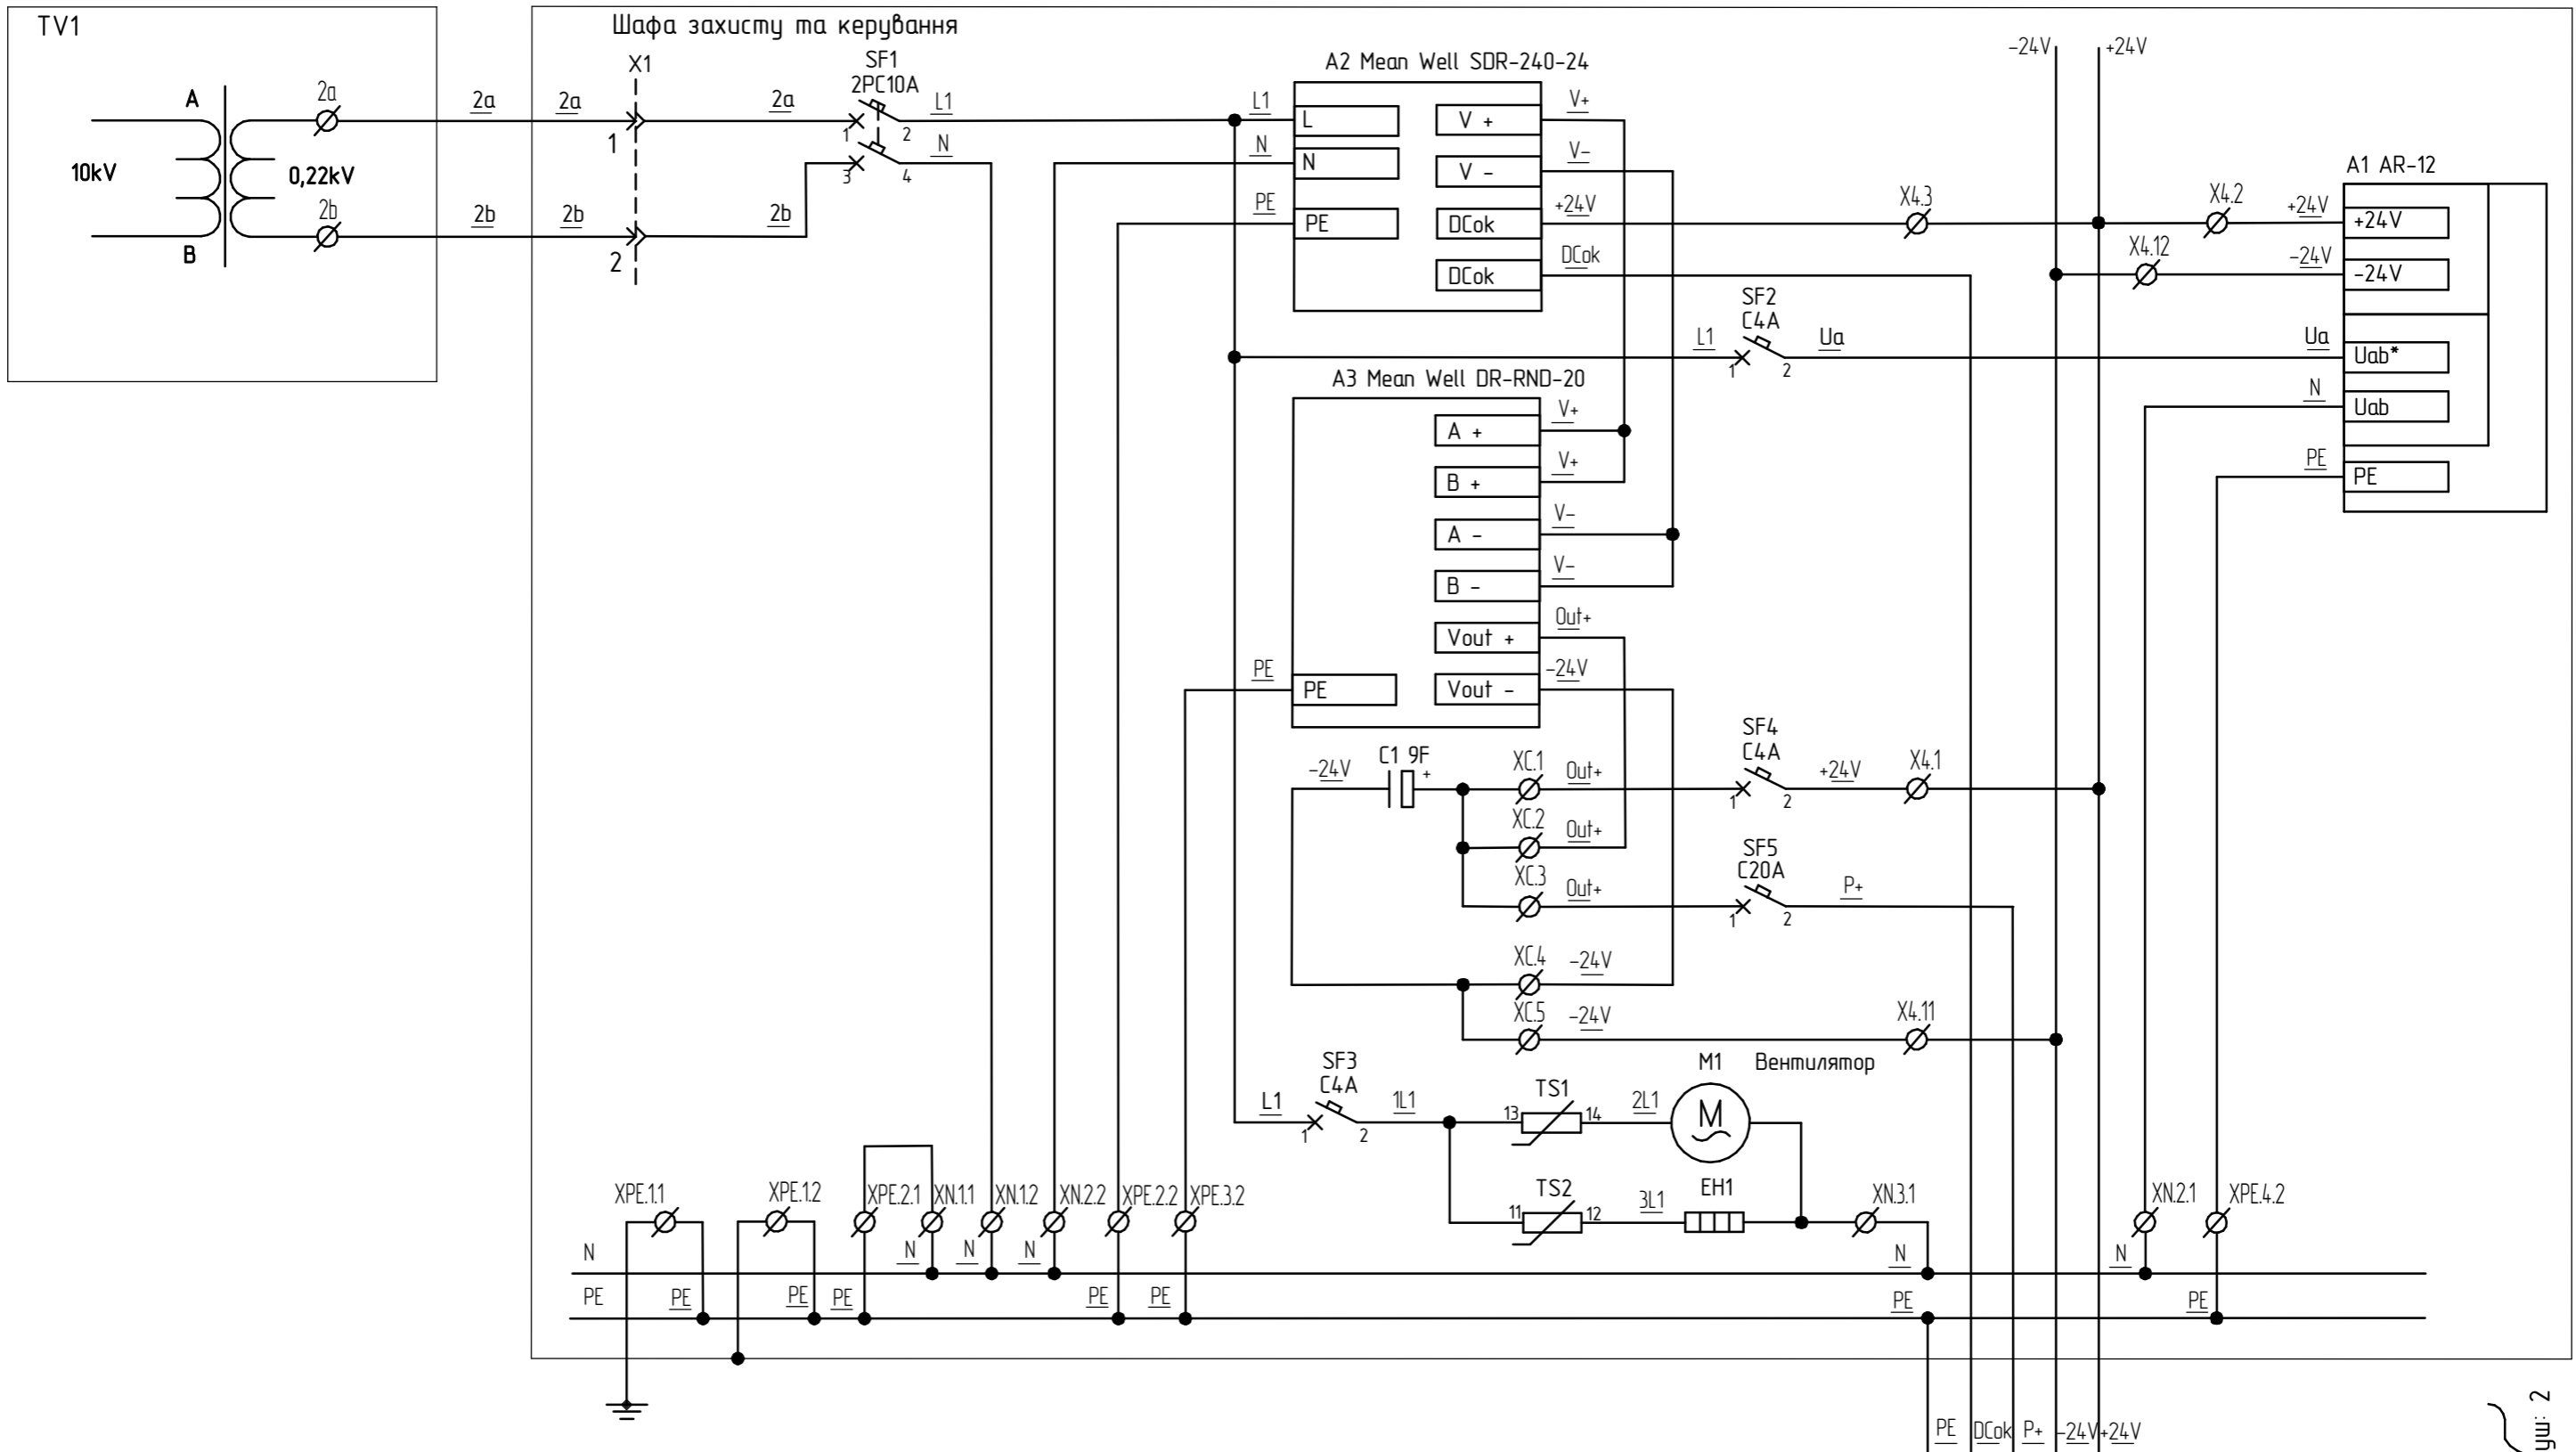 TV1
A
10kV
B
0,22kV
2a
2b
2a
2b
Шафа захисту та керування
2a
2b
X1
1
2
2a
2b
SF1
2PC10A
1
2
3
4
L1
N
A2 Mean Well SDR-240-24
L1
N
PE
L
N
PE
V +
V -
DCok
DCok
V+
V-
+24V
DCok
X4.3
-24V
+24V
X4.2
X4.12
A1 AR-12
+24V
-24V
Ua
N
PE
+24V
-24V
Uab*
Uab
PE
SF2
C4A
L1
1
2
Ua
A3 Mean Well DR-RND-20
A +
B +
A -
B -
Vout +
Vout -
V+
V+
V-
V-
Out+
-24V
PE
PE
-24V
C1 9F
+
XC.1
Out+
XC.2
Out+
XC.3
Out+
XC.4
-24V
XC.5
-24V
SF4
C4A
1
2
+24V
X4.1
SF5
C20A
1
2
P+
X4.11
SF3
C4A
L1
1
2
1L1
TS1
13
14
2L1
M1
Вентилятор
M
TS2
11
12
3L1
EH1
XN.3.1
XPE.1.1
XPE.1.2
XPE.2.1
XN.1.1
XN.1.2
XN.2.2
XPE.2.2
XPE.3.2
XN.2.1
XPE.4.2
N
N
N
N
N
N
PE
PE
PE
PE
PE
PE
PE
PE
PE
DCok
P+
-24V
+24V
уш: 2